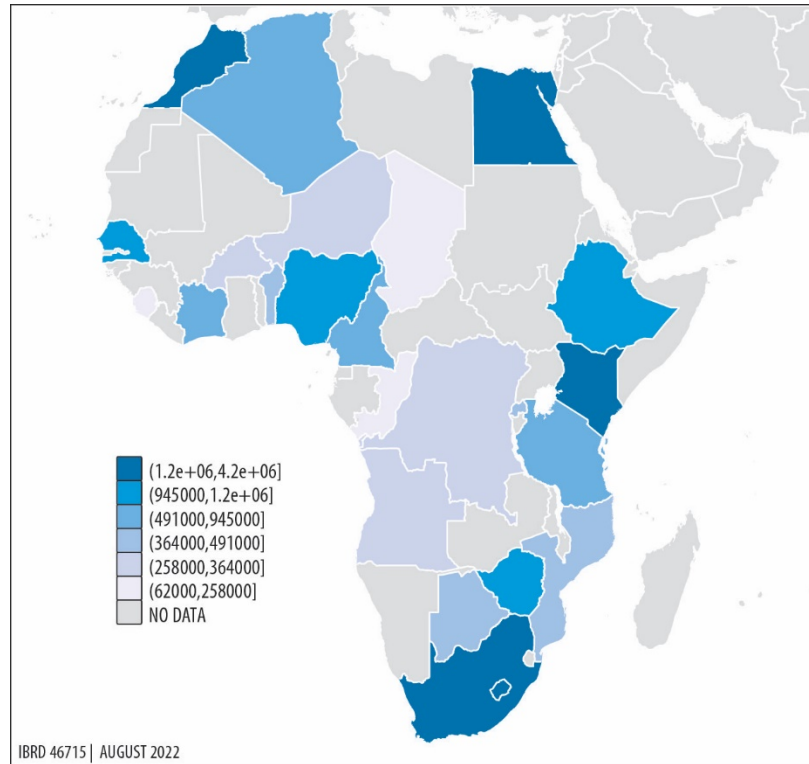 (1.2e+06,4.2e+06]
(945000,1.2e+06]
(491000,945000]
(364000,491000]
(258000,364000]
(62000,258000]
NO DATA
IBRD 46715 | AUGUST 2022